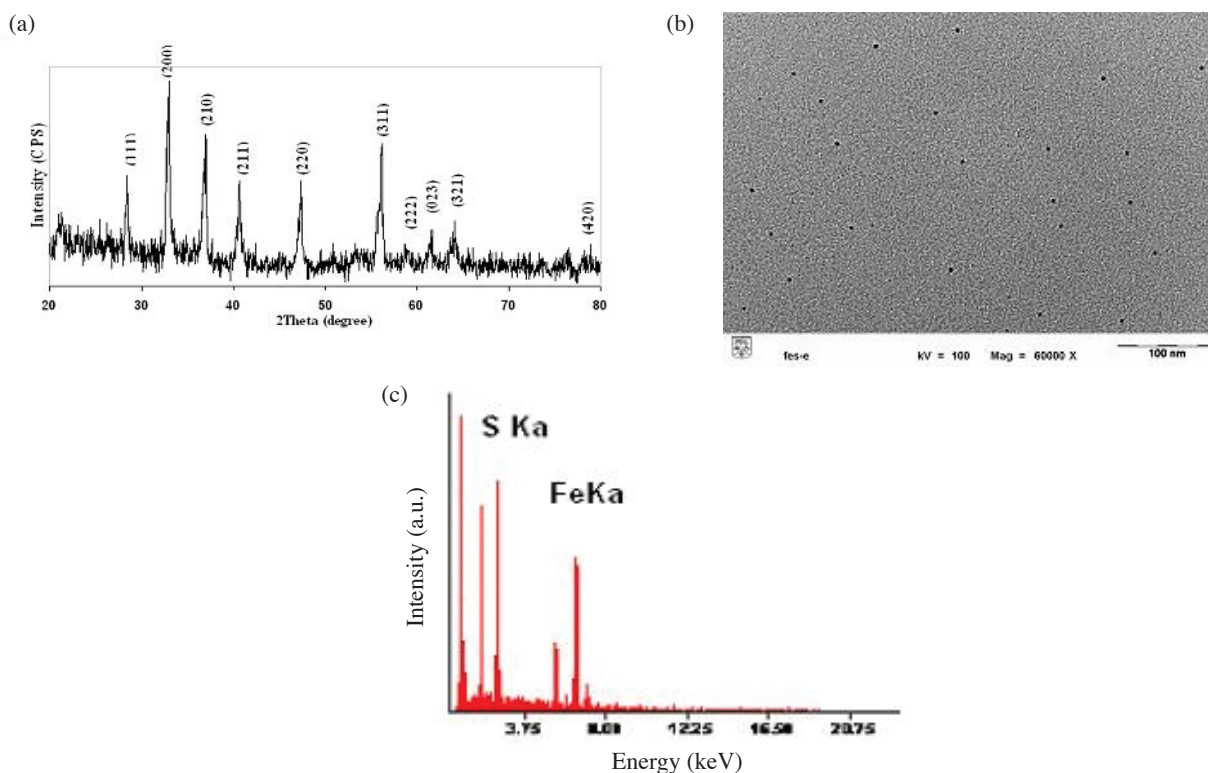 (a)
(b)
(111)
(200)
(210)
(211)
(220)
(311)
(222)
(023)
(321)
(420)
Intensity (CPS)
20 30 40 50 60 70 80
2Theta (degree)
fes-e kV = 100 Mag = 60000 X 100 nm
(c)
S Ka
FeKa
Intensity (a.u.)
3.75 8.00 12.25 16.50 20.75
Energy (keV)